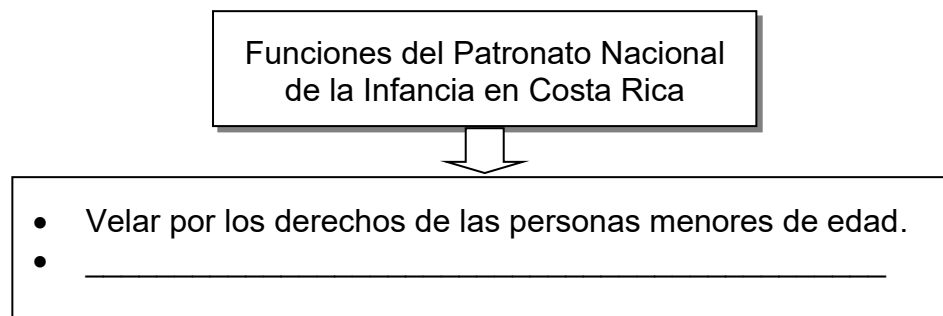 Funciones del Patronato Nacional
de la Infancia en Costa Rica
• Velar por los derechos de las personas menores de edad.
• ________________________________________________